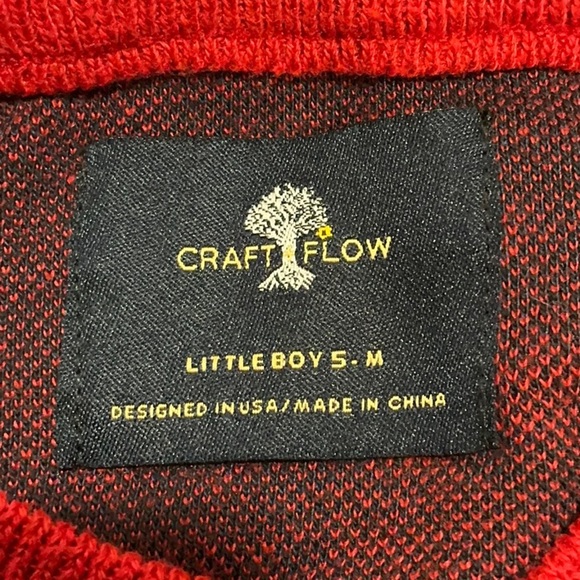 CRAFT FLOW
LITTLE BOY 5 - M
DESIGNED IN USA/MADE IN CHINA